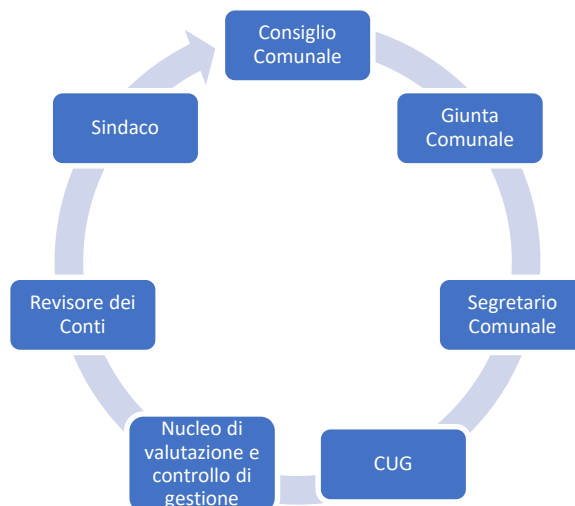 Consiglio
Comunale
Giunta
Comunale
Segretario
Comunale
CUG
Nucleo di
valutazione e
controllo di
gestione
Revisore dei
Conti
Sindaco